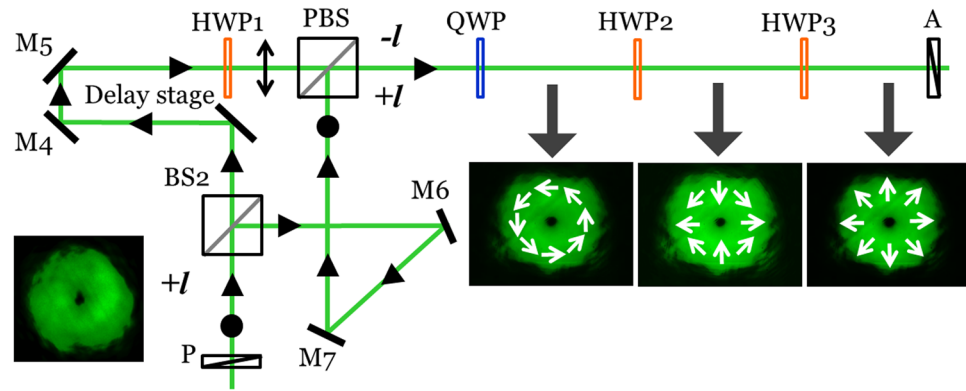 HWP1
PBS
-l
QWP
HWP2
HWP3
A
M5
Delay stage
+l
M4
BS2
M6
+l
P
M7